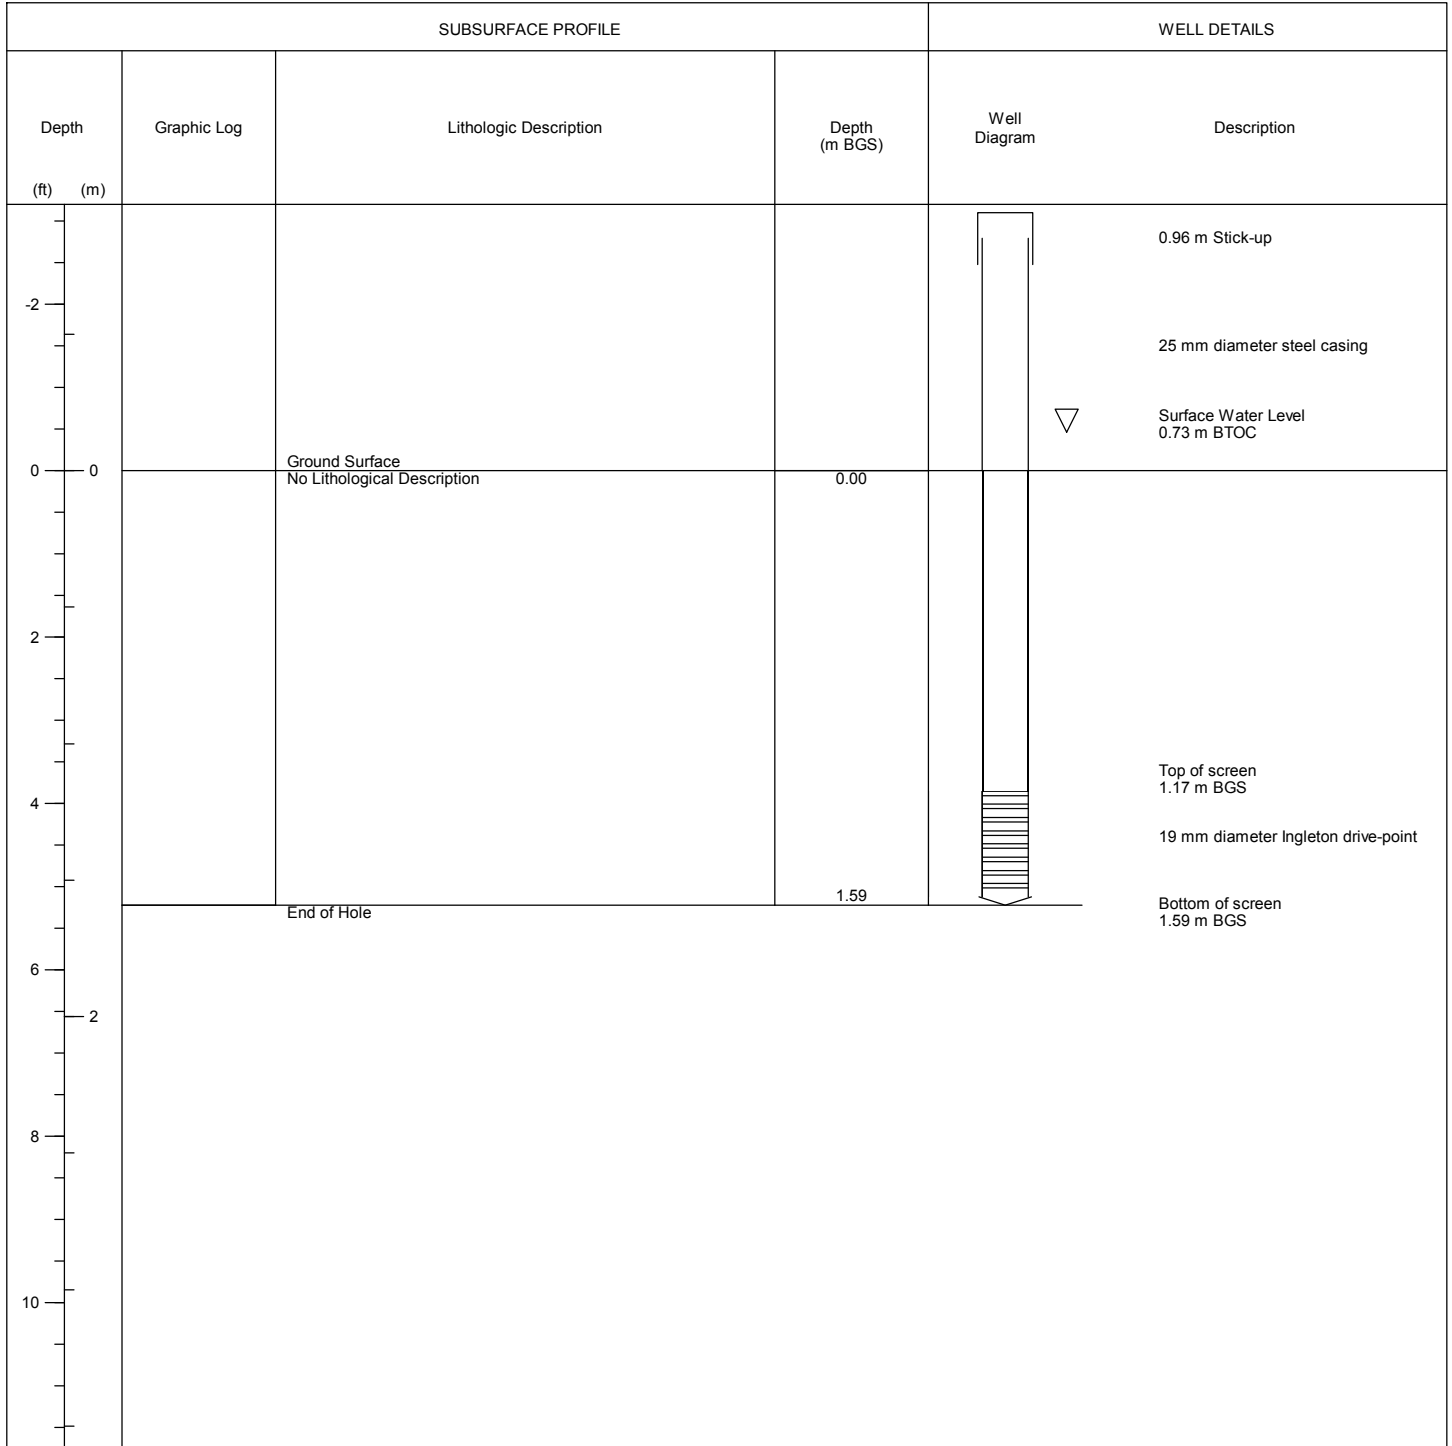 SUBSURFACE PROFILE
WELL DETAILS
Depth
(ft) (m)
Graphic Log
Lithologic Description
Depth
(m BGS)
Well
Diagram
Description
0.96 m Stick-up
-2
25 mm diameter steel casing
Surface Water Level
0.73 m BTOC
Ground Surface
0 0
No Lithological Description
0.00
2
Top of screen
1.17 m BGS
4
19 mm diameter Ingleton drive-point
1.59
End of Hole
Bottom of screen
1.59 m BGS
6
2
8
10